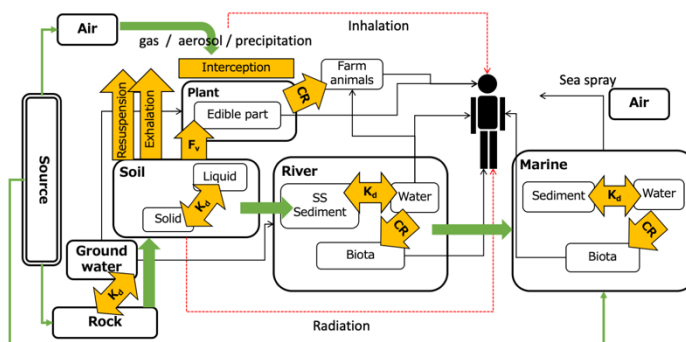 Air
gas / aerosol / precipitation
Inhalation
Interception
Plant
Edible part
CR
Farm
animals
Sea spray
Air
Source
Resuspension
Exhalation
Fv
Soil
Liquid
Kd
Solid
River
SS
Sediment
Kd
Water
CR
Biota
Marine
Sediment
Kd
Water
CR
Biota
Ground
water
Kd
Rock
Radiation